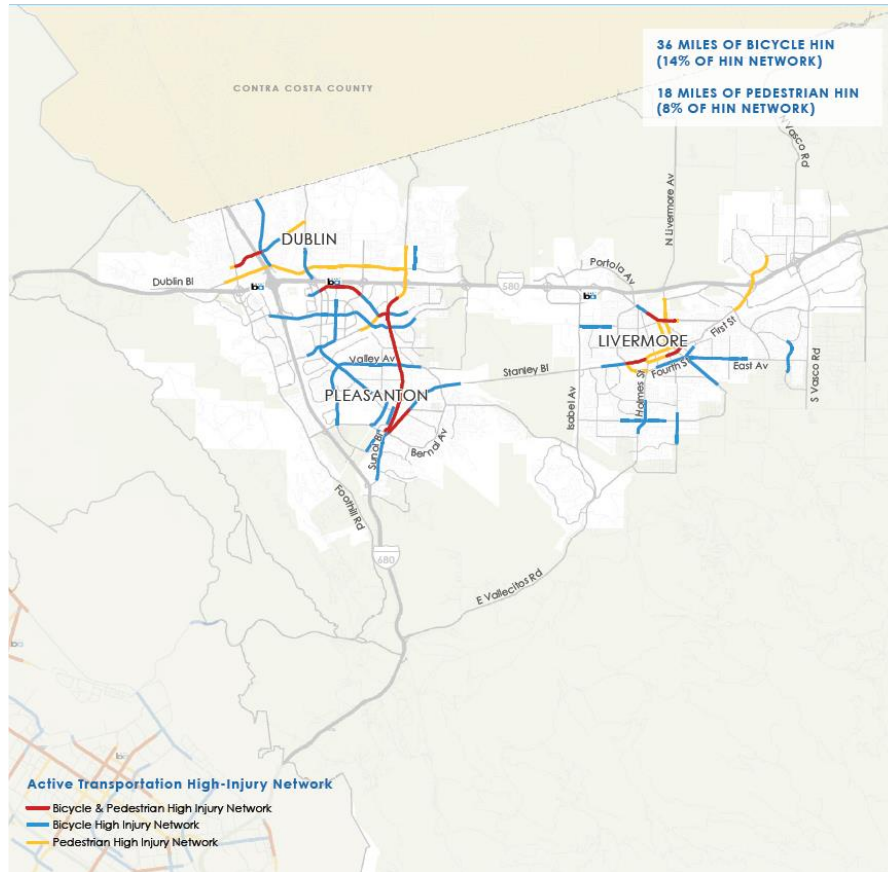 36 MILES OF BICYCLE HIN
(14% OF HIN NETWORK)
18 MILES OF PEDESTRIAN HIN
(8% OF HIN NETWORK)
CONTRA COSTA COUNTY
N Vasco Rd
N Livermore Av
DUBLIN
Portola Av
Dublin Bl
580
First St
LIVERMORE
Valley Av
Stanley Bl
Fourth St
East Av
S Vasco Rd
PLEASANTON
Isabel Av
Holmes St
Sunol Bl
Bernal Av
Foothill Rd
680
E Vallecitos Rd
Active Transportation High-Injury Network
Bicycle & Pedestrian High Injury Network
Bicycle High Injury Network
Pedestrian High Injury Network